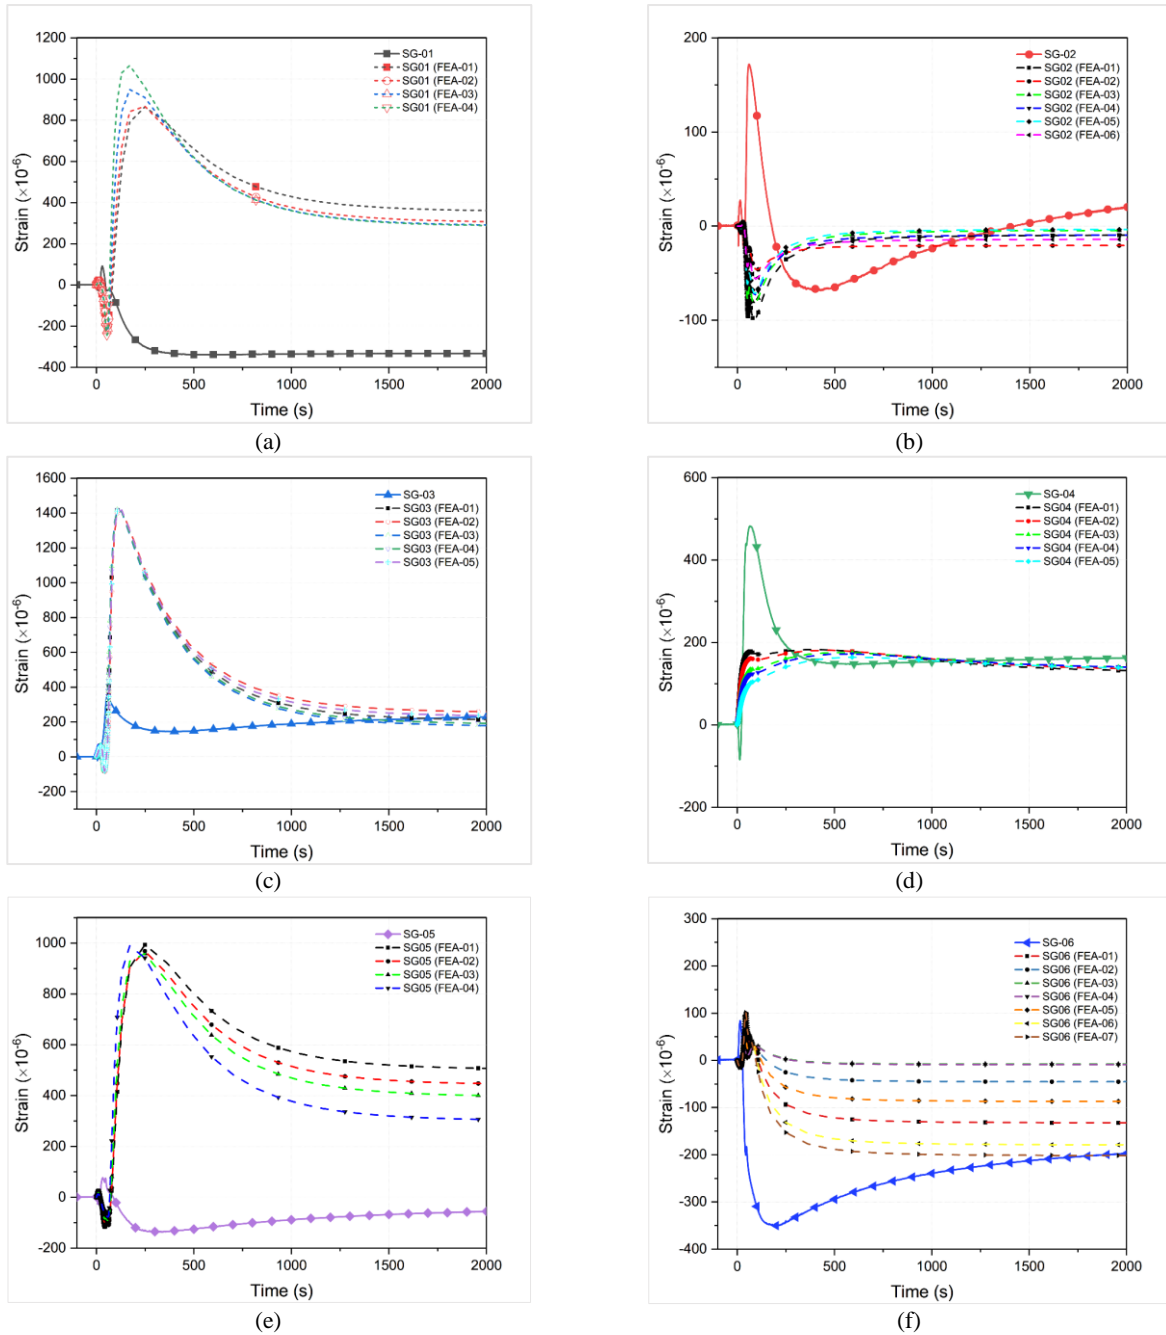 1200
1000
800
600
400
200
0
-200
-400
0
500
1000
1500
2000
Strain (×10⁻⁶)
Time (s)
SG-01
SG01 (FEA-01)
SG01 (FEA-02)
SG01 (FEA-03)
SG01 (FEA-04)
(a)
200
100
0
-100
0
500
1000
1500
2000
Strain (×10⁻⁶)
Time (s)
SG-02
SG02 (FEA-01)
SG02 (FEA-02)
SG02 (FEA-03)
SG02 (FEA-04)
SG02 (FEA-05)
SG02 (FEA-06)
(b)
1600
1400
1200
1000
800
600
400
200
0
-200
0
500
1000
1500
2000
Strain (×10⁻⁶)
Time (s)
SG-03
SG03 (FEA-01)
SG03 (FEA-02)
SG03 (FEA-03)
SG03 (FEA-04)
SG03 (FEA-05)
(c)
600
400
200
0
-200
0
500
1000
1500
2000
Strain (×10⁻⁶)
Time (s)
SG-04
SG04 (FEA-01)
SG04 (FEA-02)
SG04 (FEA-03)
SG04 (FEA-04)
SG04 (FEA-05)
(d)
1000
800
600
400
200
0
-200
0
500
1000
1500
2000
Strain (×10⁻⁶)
Time (s)
SG-05
SG05 (FEA-01)
SG05 (FEA-02)
SG05 (FEA-03)
SG05 (FEA-04)
(e)
300
200
100
0
-100
-200
-300
-400
0
500
1000
1500
2000
Strain (×10⁻⁶)
Time (s)
SG-06
SG06 (FEA-01)
SG06 (FEA-02)
SG06 (FEA-03)
SG06 (FEA-04)
SG06 (FEA-05)
SG06 (FEA-06)
SG06 (FEA-07)
(f)